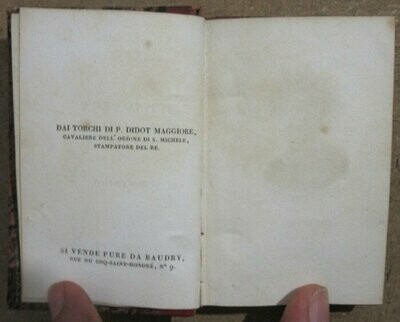 DAI TORCHI DI P. DIDOT MAGGIORE,
CAVALIERE DELL' ORDINE DI S. MICHELE,
STAMPATORE DEL RE.
SI VENDE PURE DA BAUDRY,
RUE DU COQ-SAINT-HONORÉ, N° 9.